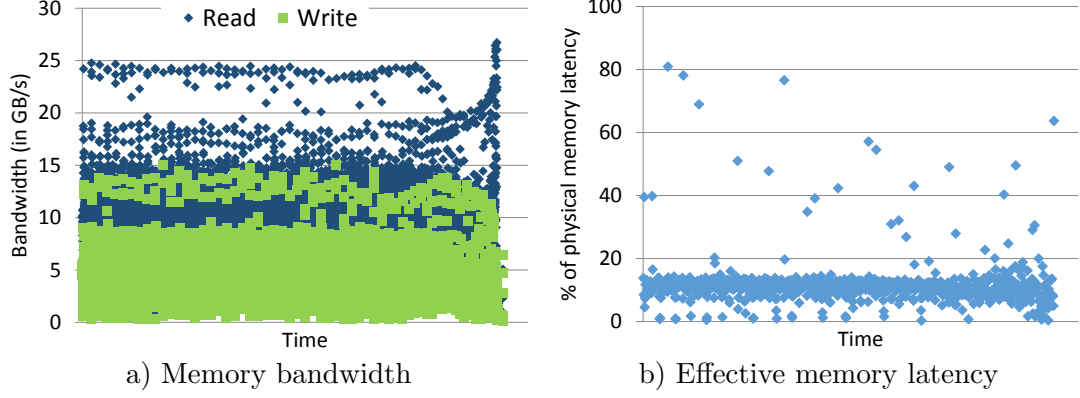 30
25
20
15
10
5
0
Bandwidth (in GB/s)
Read Write
Time
a) Memory bandwidth
100
80
60
40
20
0
% of physical memory latency
Time
b) Effective memory latency